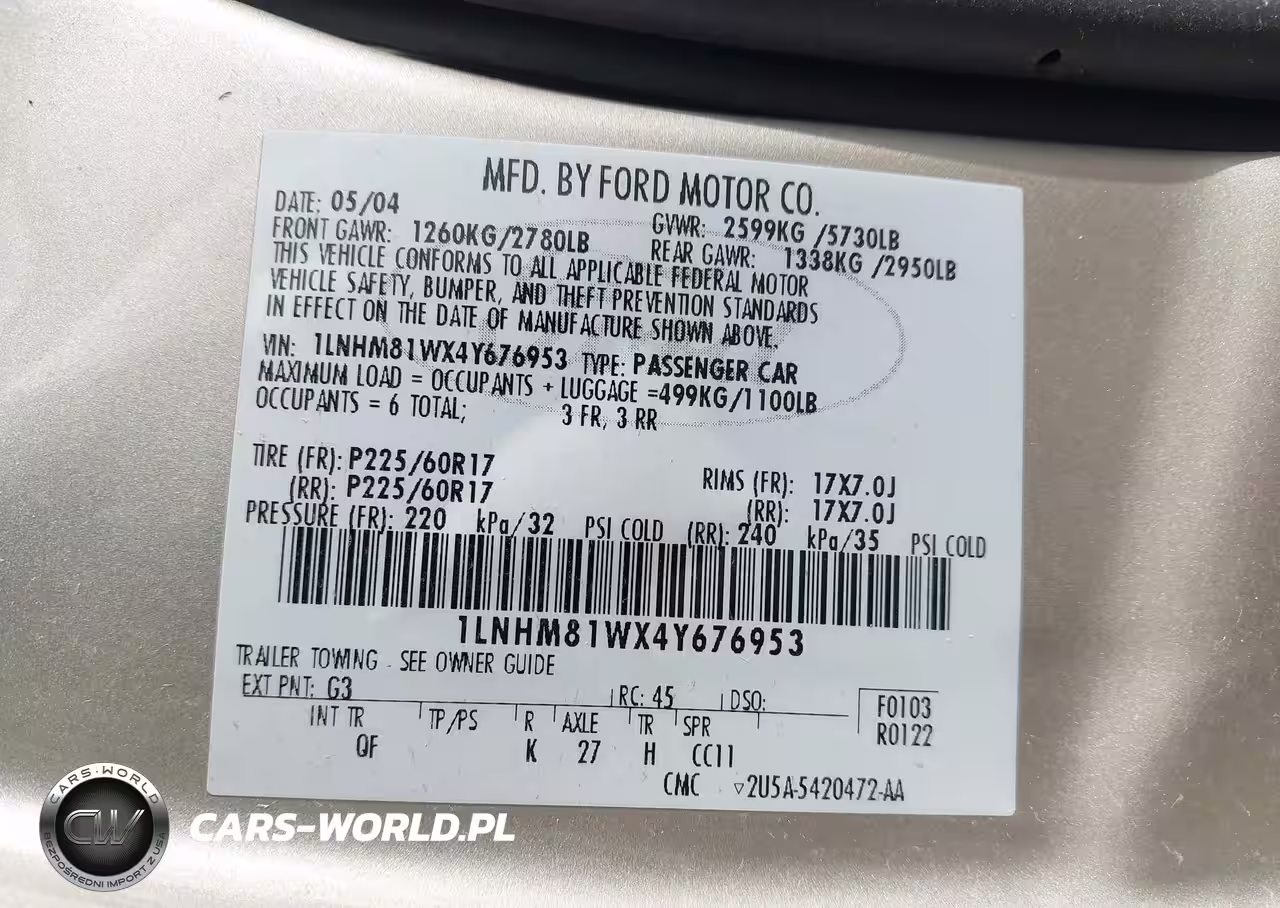 MFD. BY FORD MOTOR CO.
DATE: 05/04 GVWR: 2599KG /5730LB
FRONT GAWR: 1260KG/2780LB REAR GAWR: 1338KG /2950LB
THIS VEHICLE CONFORMS TO ALL APPLICABLE FEDERAL MOTOR
VEHICLE SAFETY, BUMPER, AND THEFT PREVENTION STANDARDS
IN EFFECT ON THE DATE OF MANUFACTURE SHOWN ABOVE.
VIN: 1LNHM81WX4Y676953 TYPE: PASSENGER CAR
MAXIMUM LOAD = OCCUPANTS + LUGGAGE =499KG/1100LB
OCCUPANTS = 6 TOTAL; 3 FR, 3 RR
TIRE (FR): P225/60R17 RIMS (FR): 17X7.0J
(RR): P225/60R17 (RR): 17X7.0J
PRESSURE (FR): 220 kPa/32 PSI COLD (RR): 240 kPa/35 PSI COLD
1LNHM81WX4Y676953
TRAILER TOWING - SEE OWNER GUIDE
EXT PNT: G3 RC: 45 DSO: F0103
INT TR TP/PS R AXLE TR SPR R0122
QF K 27 H CC11
CMC ▽2U5A-5420472-AA
CARS-WORLD
CW
BEZPOŚREDNI IMPORT Z USA
CARS-WORLD.PL